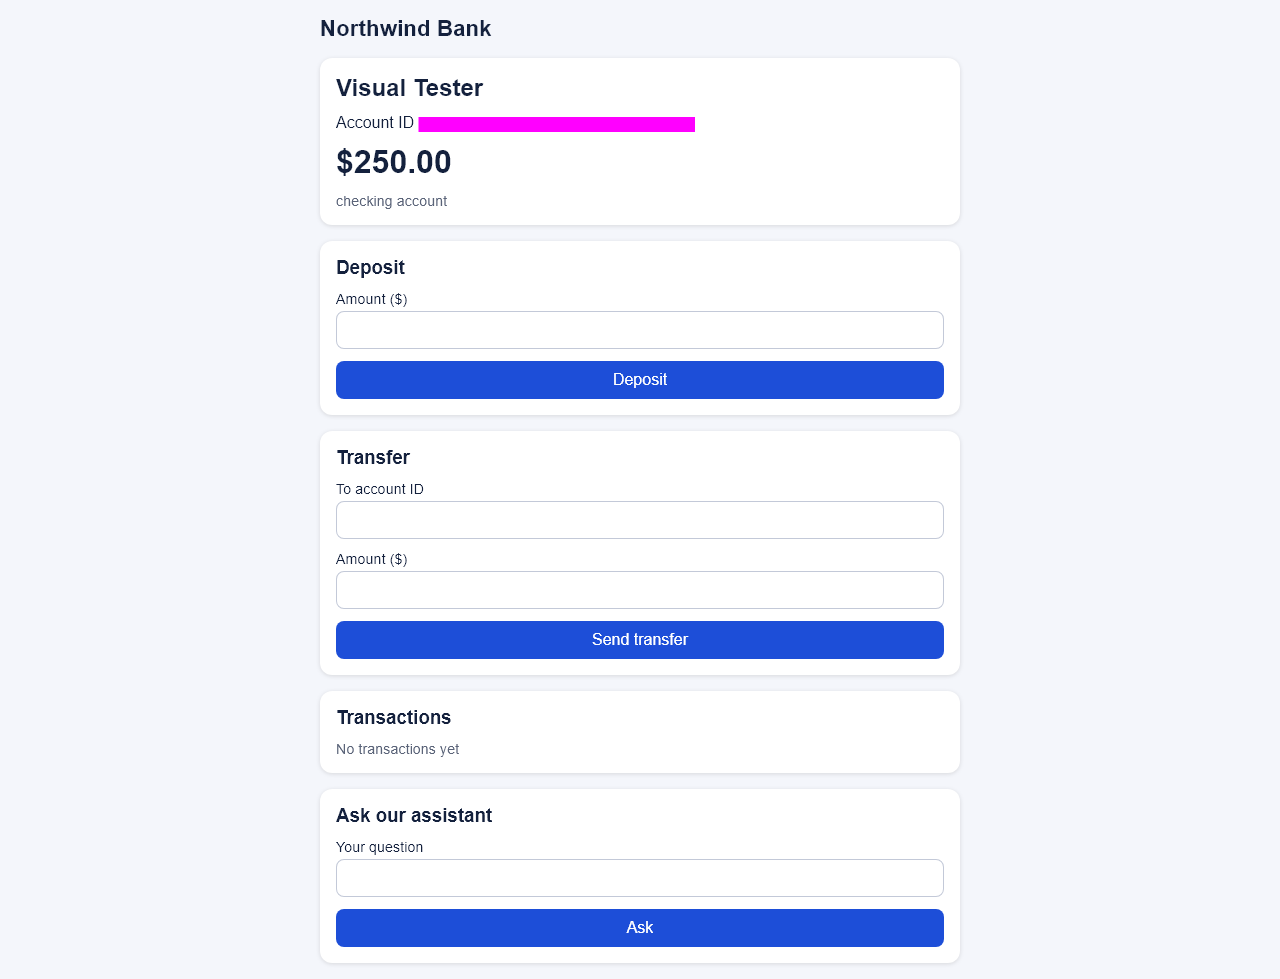 Northwind Bank
Visual Tester
Account ID
$250.00
checking account
Deposit
Amount ($)
Deposit
Transfer
To account ID
Amount ($)
Send transfer
Transactions
No transactions yet
Ask our assistant
Your question
Ask